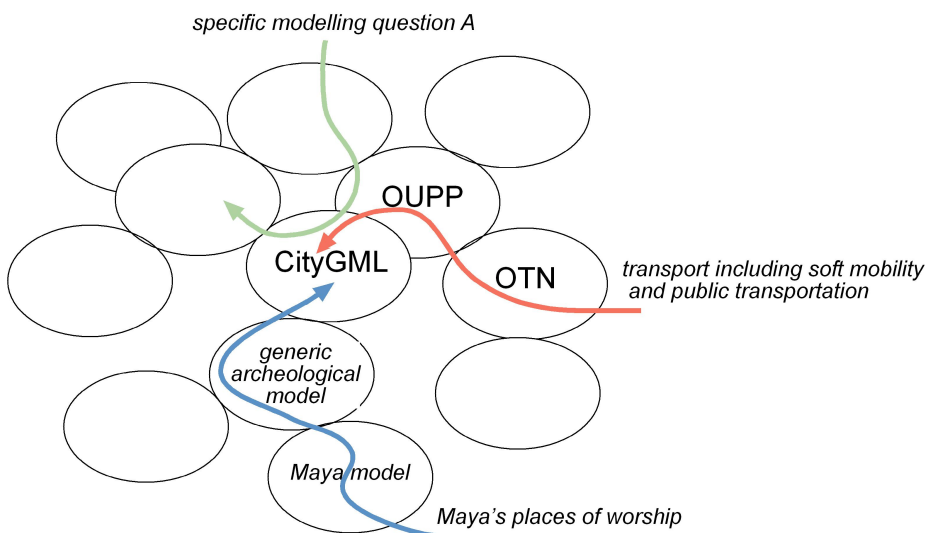 specific modelling question A
OUPP
CityGML
OTN
transport including soft mobility
and public transportation
generic
archeological
model
Maya model
Maya's places of worship